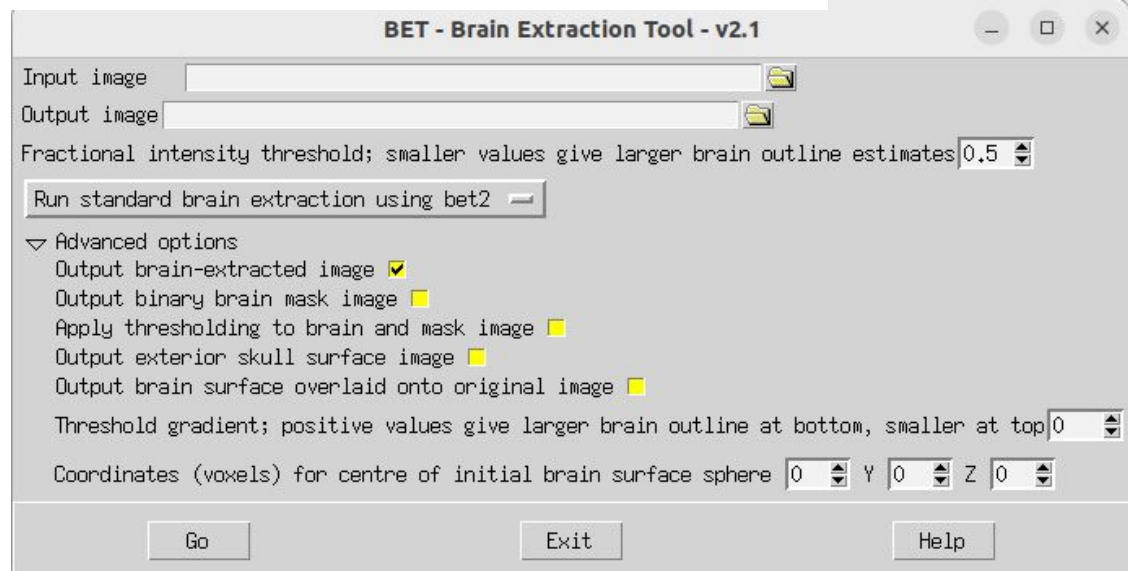 BET - Brain Extraction Tool - v2.1
Input image
Output image
Fractional intensity threshold; smaller values give larger brain outline estimates 0.5
Run standard brain extraction using bet2
Advanced options
Output brain-extracted image
Output binary brain mask image
Apply thresholding to brain and mask image
Output exterior skull surface image
Output brain surface overlaid onto original image
Threshold gradient; positive values give larger brain outline at bottom, smaller at top 0
Coordinates (voxels) for centre of initial brain surface sphere 0 Y 0 Z 0
Go Exit Help